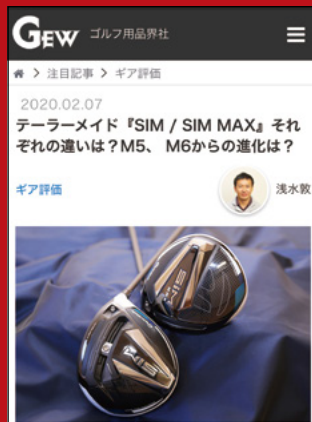 GEW ゴルフ用品界社
注目記事 > ギア評価
2020.02.07
テーラーメイド『SIM / SIM MAX』それ
ぞれの違いは？M5、 M6からの進化は？
ギア評価
浅水敦
SIM
SIM